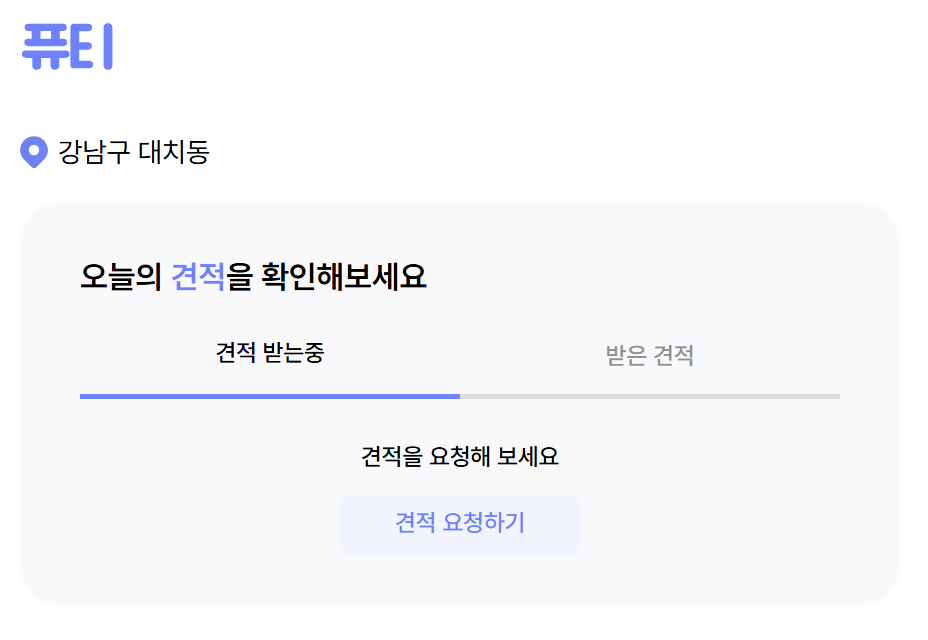 퓨티
강남구 대치동
오늘의 견적을 확인해보세요
견적 받는중
받은 견적
견적을 요청해 보세요
견적 요청하기